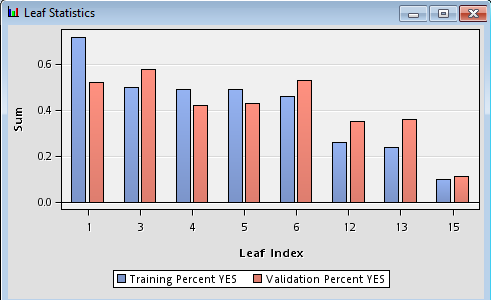 Leaf Statistics
0.6
0.4
0.2
0.0
Sum
1 3 4 5 6 12 13 15
Leaf Index
Training Percent YES Validation Percent YES